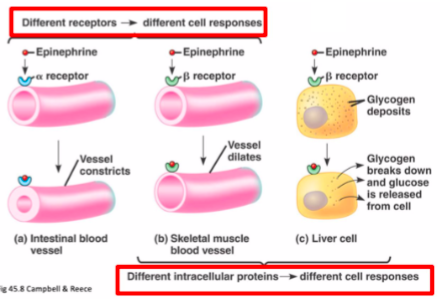 Different receptors → different cell responses
Epinephrine
α receptor
Vessel
constricts
(a) Intestinal blood
vessel
Epinephrine
β receptor
Vessel
dilates
(b) Skeletal muscle
blood vessel
Epinephrine
β receptor
Glycogen
deposits
Glycogen
breaks down
and glucose
is released
from cell
(c) Liver cell
Different intracellular proteins → different cell responses
ig 45.8 Campbell & Reece